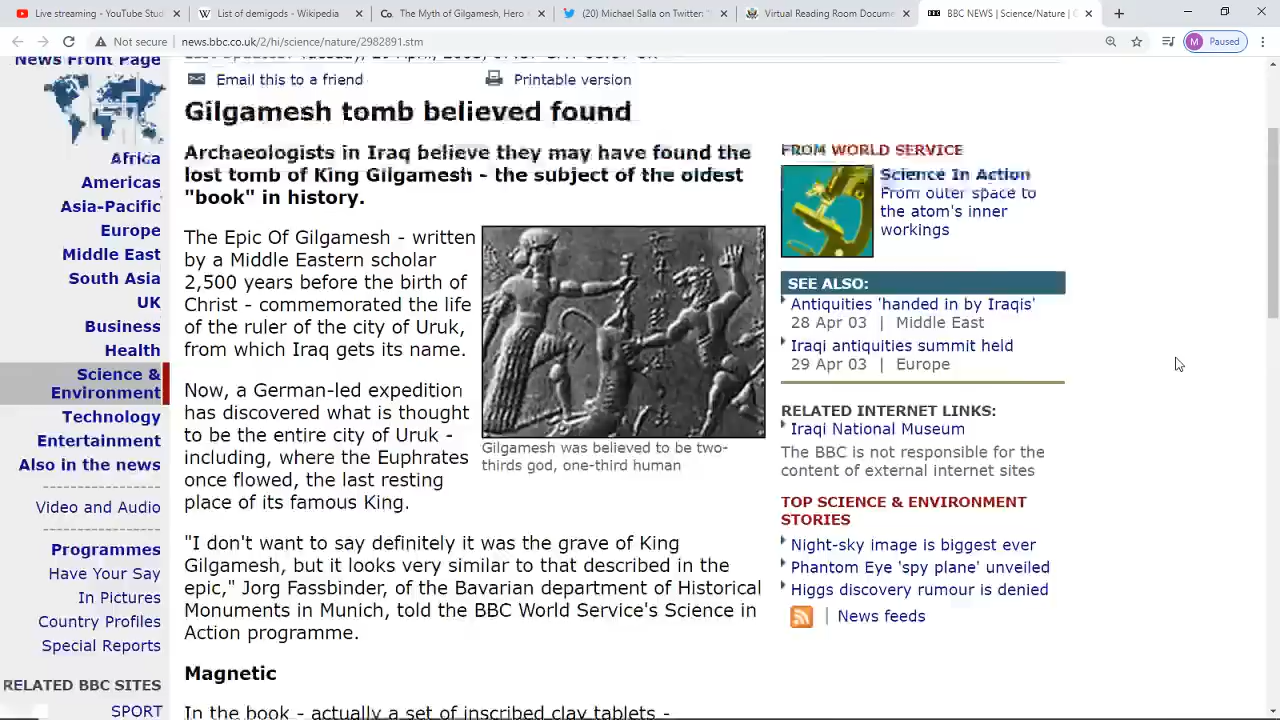 YouTube Live streaming - YouTube Stud
List of demigods - Wikipedia
Co. The Myth of Gilgamesh, Hero
(20) Michael Salla on Twitter: "
Virtual Reading Room Docume
BBC NEWS | Science/Nature | G
Not secure | news.bbc.co.uk/2/hi/science/nature/2982891.stm
M Paused
News Front Page
Africa
Americas
Asia-Pacific
Europe
Middle East
South Asia
UK
Business
Health
Science &
Environment
Technology
Entertainment
Also in the news
-----------------
Video and Audio
-----------------
Programmes
Have Your Say
In Pictures
Country Profiles
Special Reports
RELATED BBC SITES
SPORT
Email this to a friend
Printable version
Gilgamesh tomb believed found
Archaeologists in Iraq believe they may have found the
lost tomb of King Gilgamesh - the subject of the oldest
"book" in history.
The Epic Of Gilgamesh - written
by a Middle Eastern scholar
2,500 years before the birth of
Christ - commemorated the life
of the ruler of the city of Uruk,
from which Iraq gets its name.
Gilgamesh was believed to be two-
thirds god, one-third human
Now, a German-led expedition
has discovered what is thought
to be the entire city of Uruk -
including, where the Euphrates
once flowed, the last resting
place of its famous King.
"I don't want to say definitely it was the grave of King
Gilgamesh, but it looks very similar to that described in the
epic," Jorg Fassbinder, of the Bavarian department of Historical
Monuments in Munich, told the BBC World Service's Science in
Action programme.
Magnetic
In the book - actually a set of inscribed clay tablets -
FROM WORLD SERVICE
Science In Action
From outer space to
the atom's inner
workings
SEE ALSO:
Antiquities 'handed in by Iraqis'
28 Apr 03 | Middle East
Iraqi antiquities summit held
29 Apr 03 | Europe
RELATED INTERNET LINKS:
Iraqi National Museum
The BBC is not responsible for the
content of external internet sites
TOP SCIENCE & ENVIRONMENT
STORIES
Night-sky image is biggest ever
Phantom Eye 'spy plane' unveiled
Higgs discovery rumour is denied
| News feeds